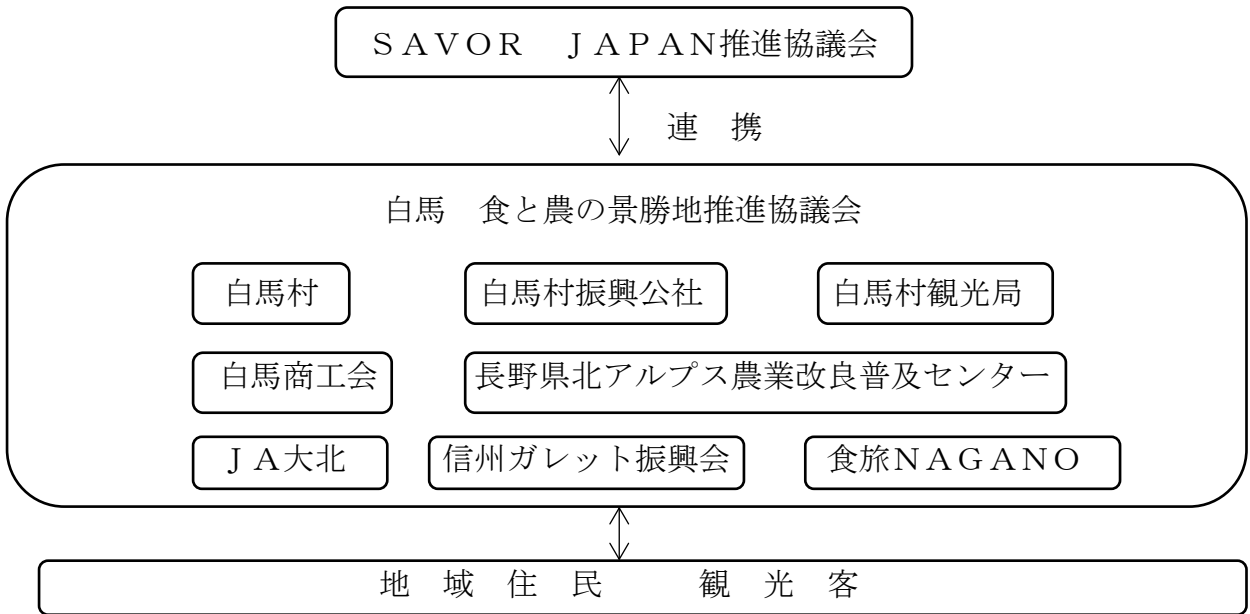 ＳＡＶＯＲ　ＪＡＰＡＮ推進協議会
連　携
白馬　食と農の景勝地推進協議会
白馬村　白馬村振興公社　白馬村観光局
白馬商工会　長野県北アルプス農業改良普及センター
ＪＡ大北　信州ガレット振興会　食旅ＮＡＧＡＮＯ
地　域　住　民　　観　光　客